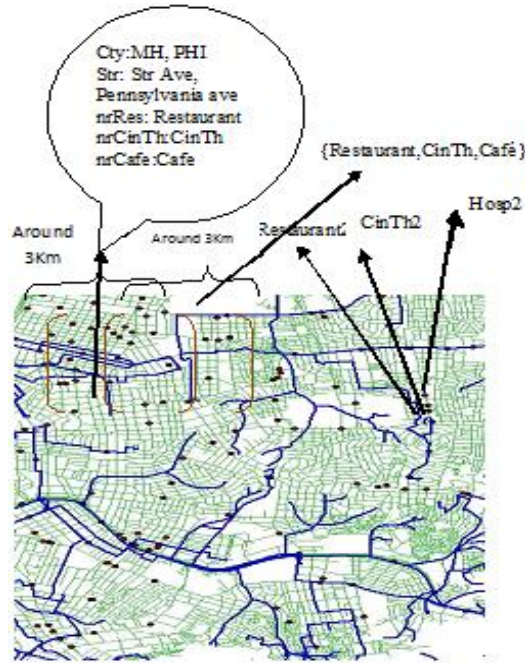 Cty:MH, PHI
Str: Str Ave,
Pennsylvania ave
nrRes: Restaurant
nrCinTh:CinTh
nrCafe:Cafe
{Restaurant,CinTh,Café}
Hosp2
Restaurant2 CinTh2
Around
3Km
Around 3Km